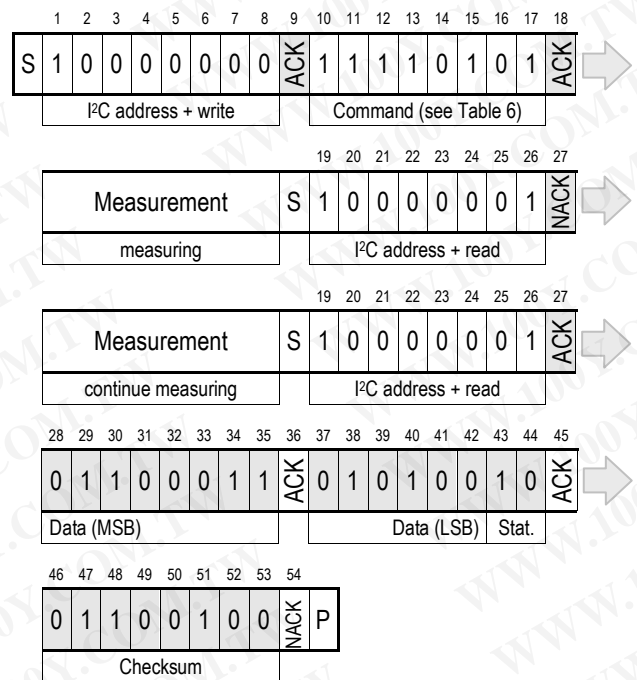 1 2 3 4 5 6 7 8 9 10 11 12 13 14 15 16 17 18
S 1 0 0 0 0 0 0 0 ACK 1 1 1 1 0 1 0 1 ACK
I²C address + write Command (see Table 6)
19 20 21 22 23 24 25 26 27
Measurement S 1 0 0 0 0 0 0 1 NACK
measuring I²C address + read
19 20 21 22 23 24 25 26 27
Measurement S 1 0 0 0 0 0 0 1 ACK
continue measuring I²C address + read
28 29 30 31 32 33 34 35 36 37 38 39 40 41 42 43 44 45
0 1 1 0 0 0 1 1 ACK 0 1 0 1 0 0 1 0 ACK
Data (MSB) Data (LSB) Stat.
46 47 48 49 50 51 52 53 54
0 1 1 0 0 1 0 0 NACK P
Checksum